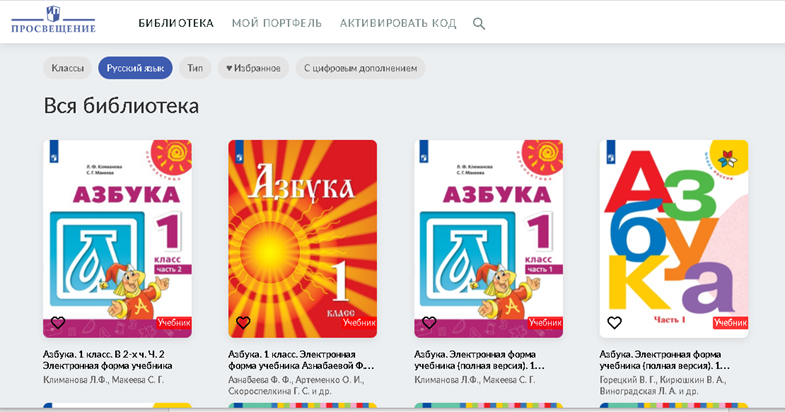 ПРОСВЕЩЕНИЕ
БИБЛИОТЕКА МОЙ ПОРТФЕЛЬ АКТИВИРОВАТЬ КОД
Классы Русский язык Тип ♥ Избранное С цифровым дополнением
Вся библиотека
Л. Ф. Климанова
С. Г. Макеева
АЗБУКА
1
класс
часть 2
Учебник
Азбука. 1 класс. В 2-х ч. Ч. 2
Электронная форма учебника
Климанова Л.Ф., Макеева С. Г.
Азбука
1
КЛАСС
Учебник
Азбука. 1 класс. Электронная
форма учебника Азнабаевой Ф....
Азнабаева Ф. Ф., Артеменко О. И.,
Скороспелкина Г. С. и др.
Л. Ф. Климанова
С. Г. Макеева
АЗБУКА
1
класс
часть 1
Учебник
Азбука. Электронная форма
учебника (полная версия). 1...
Климанова Л.Ф., Макеева С. Г.
Азбука
Часть 1
Учебник
Азбука. Электронная форма
учебника (полная версия). 1...
Горецкий В. Г., Кирюшкин В. А.,
Виноградская Л. А. и др.